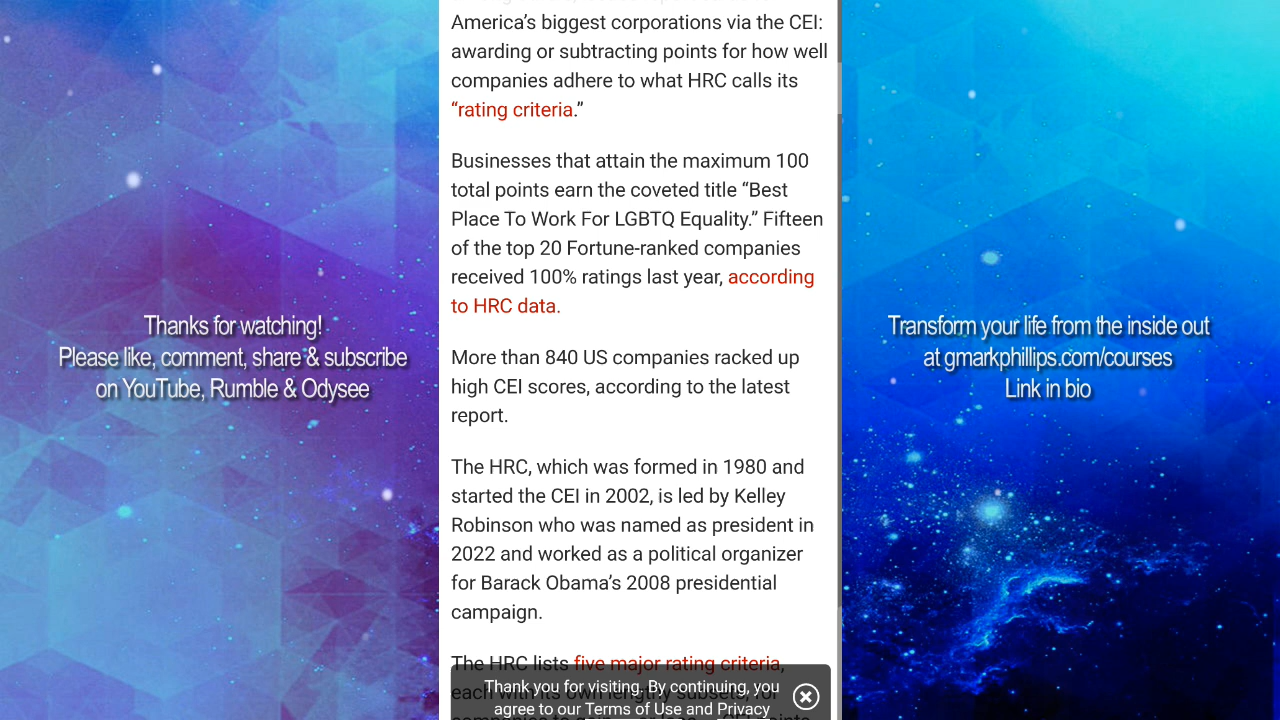 Thanks for watching!
Please like, comment, share & subscribe
on YouTube, Rumble & Odysee
America’s biggest corporations via the CEI:
awarding or subtracting points for how well
companies adhere to what HRC calls its
“rating criteria.”
Businesses that attain the maximum 100
total points earn the coveted title “Best
Place To Work For LGBTQ Equality.” Fifteen
of the top 20 Fortune-ranked companies
received 100% ratings last year, according
to HRC data.
More than 840 US companies racked up
high CEI scores, according to the latest
report.
The HRC, which was formed in 1980 and
started the CEI in 2002, is led by Kelley
Robinson who was named as president in
2022 and worked as a political organizer
for Barack Obama’s 2008 presidential
campaign.
The HRC lists five major rating criteria,
each with its own lengthy subsets, for
Thank you for visiting. By continuing, you
agree to our Terms of Use and Privacy
Transform your life from the inside out
at gmarkphillips.com/courses
Link in bio